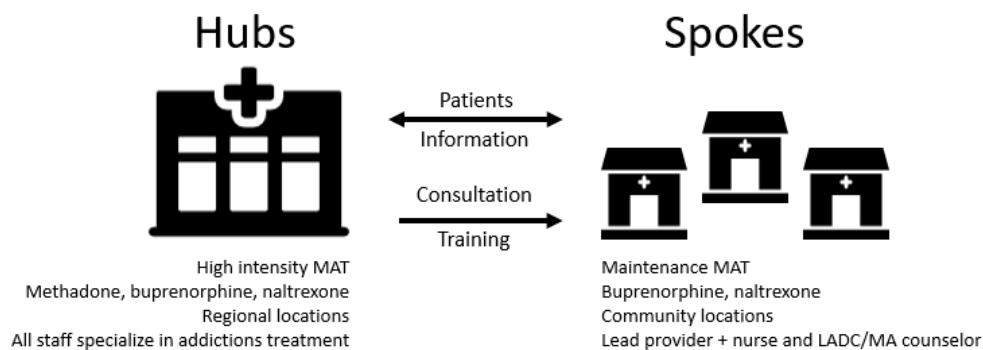 Hubs
Spokes
Patients
Information
Consultation
Training
High intensity MAT
Methadone, buprenorphine, naltrexone
Regional locations
All staff specialize in addictions treatment
Maintenance MAT
Buprenorphine, naltrexone
Community locations
Lead provider + nurse and LADC/MA counselor